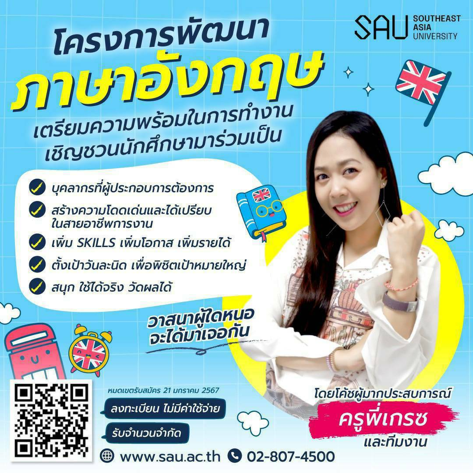 SAU SOUTHEAST
ASIA
UNIVERSITY
โครงการพัฒนา
ภาษาอังกฤษ
เตรียมความพร้อมในการทำงาน
เชิญชวนนักศึกษามาร่วมเป็น
บุคลากรที่ผู้ประกอบการต้องการ
สร้างความโดดเด่นและได้เปรียบ
ในสายอาชีพการงาน
เพิ่ม SKILLS เพิ่มโอกาส เพิ่มรายได้
ตั้งเป้าวันละนิด เพื่อพิชิตเป้าหมายใหญ่
สนุก ใช้ได้จริง วัดผลได้
วาสนาผู้ใดหนอ
จะได้มาเจอกัน
หมดเขตรับสมัคร 21 มกราคม 2567
ลงทะเบียน ไม่มีค่าใช้จ่าย
รับจำนวนจำกัด
www.sau.ac.th 02-807-4500
โดยโค้ชผู้มากประสบการณ์
ครูพี่เกรซ
และทีมงาน